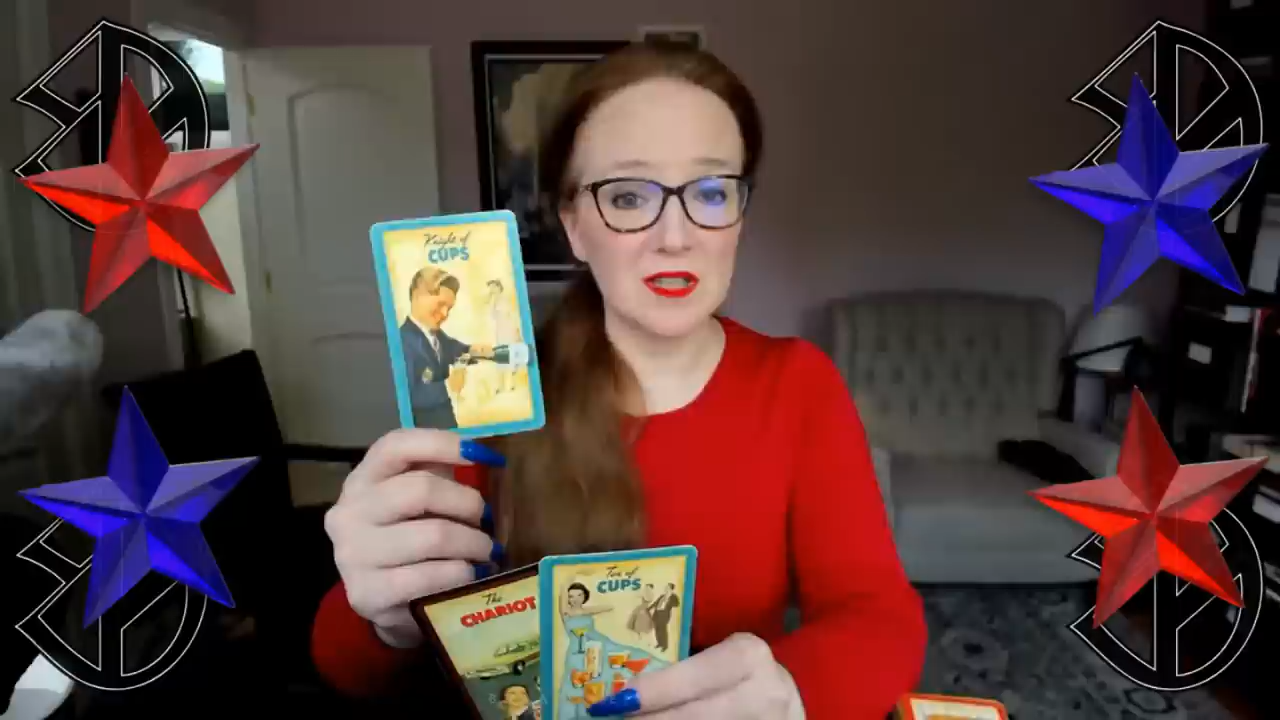 Knight of
CUPS
The
CHARIOT
Ten of
CUPS